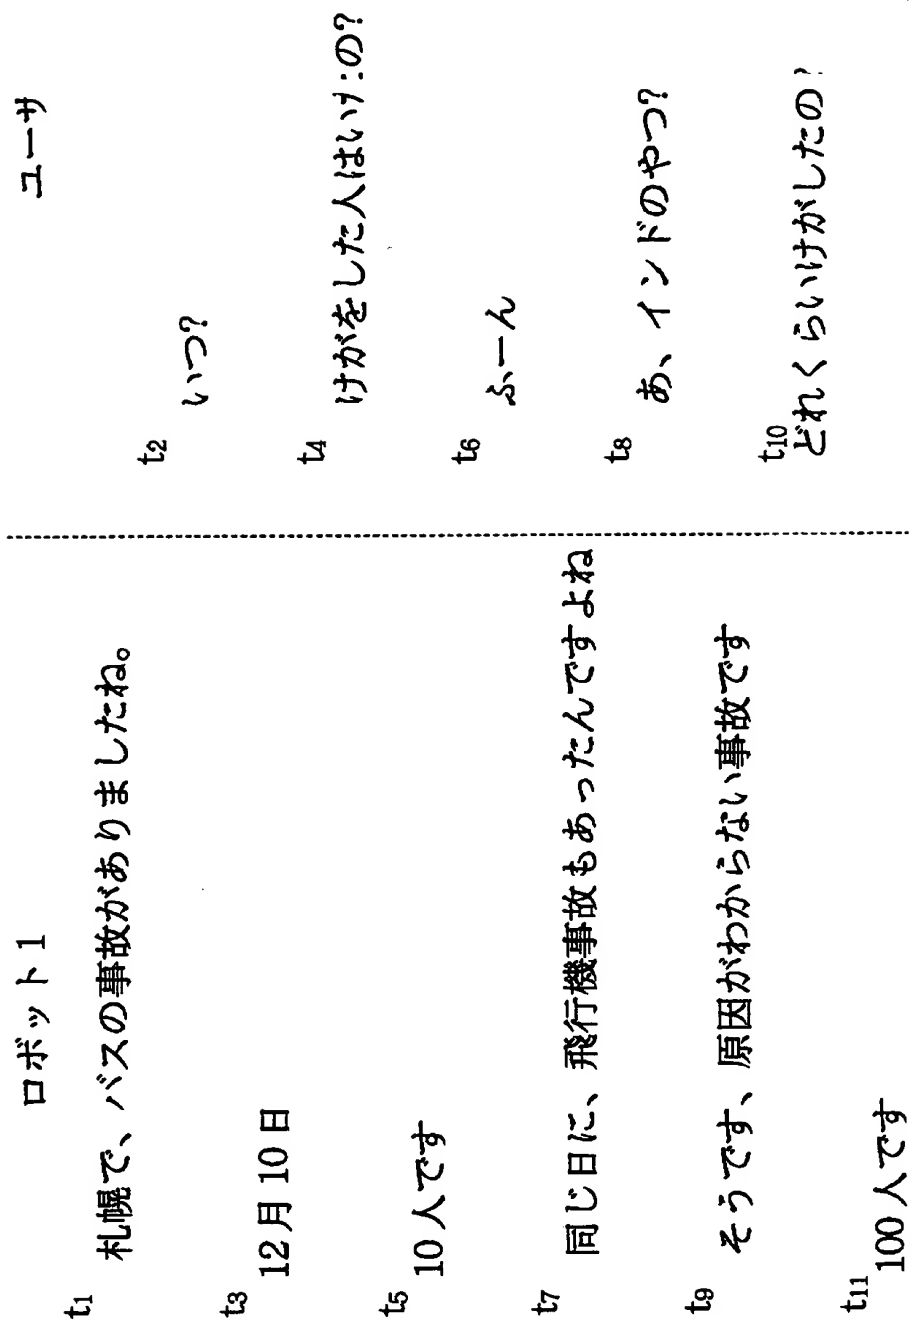 ロボット1
ユーサ
t1
札幌で、バスの事故がありましたね。
t2
いつ?
t3
12月10日
t4
けがをした人はいけ:の?
t5
10人です
t6
ふーん
t7
同じ日に、飛行機事故もあったんですよね
t8
あ、インドのやつ?
t9
そうです、原因がわからない事故です
t10
どれくらいけがしたの?
t11
100人です